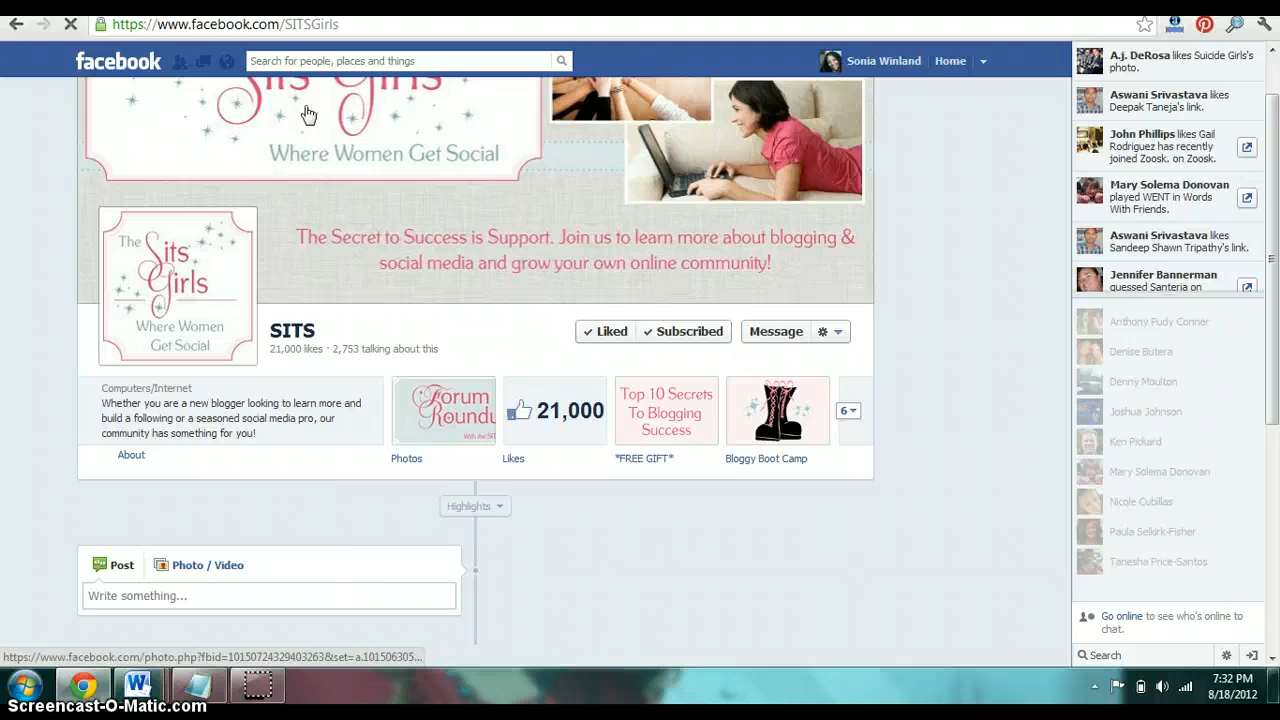 https://www.facebook.com/SITSGirls
facebook
Search for people, places and things
Sonia Winland
Home
Sits Girls
Where Women Get Social
The Secret to Success is Support. Join us to learn more about blogging &
social media and grow your own online community!
The
Sits
Girls
Where Women
Get Social
SITS
21,000 likes · 2,753 talking about this
Liked
Subscribed
Message
Computers/Internet
Whether you are a new blogger looking to learn more and
build a following or a seasoned social media pro, our
community has something for you!
About
Forum
Roundu
With the SIT
Photos
21,000
Likes
Top 10 Secrets
To Blogging
Success
*FREE GIFT*
Bloggy Boot Camp
6
Highlights
Post
Photo / Video
Write something...
A.j. DeRosa likes Suicide Girls's
photo.
Aswani Srivastava likes
Deepak Taneja's link.
John Phillips likes Gail
Rodriguez has recently
joined Zoosk. on Zoosk.
Mary Solema Donovan
played WENT in Words
With Friends.
Aswani Srivastava likes
Sandeep Shawn Tripathy's link.
Jennifer Bannerman
guessed Santeria on
Anthony Pudy Conner
Denise Butera
Denny Moulton
Joshua Johnson
Ken Pickard
Mary Solema Donovan
Nicole Cubillas
Paula Selkirk-Fisher
Tanesha Price-Santos
Go online to see who's online to
chat.
Search
https://www.facebook.com/photo.php?fbid=10150724329403263&set=a.101506305...
7:32 PM
8/18/2012
Screencast-O-Matic.com